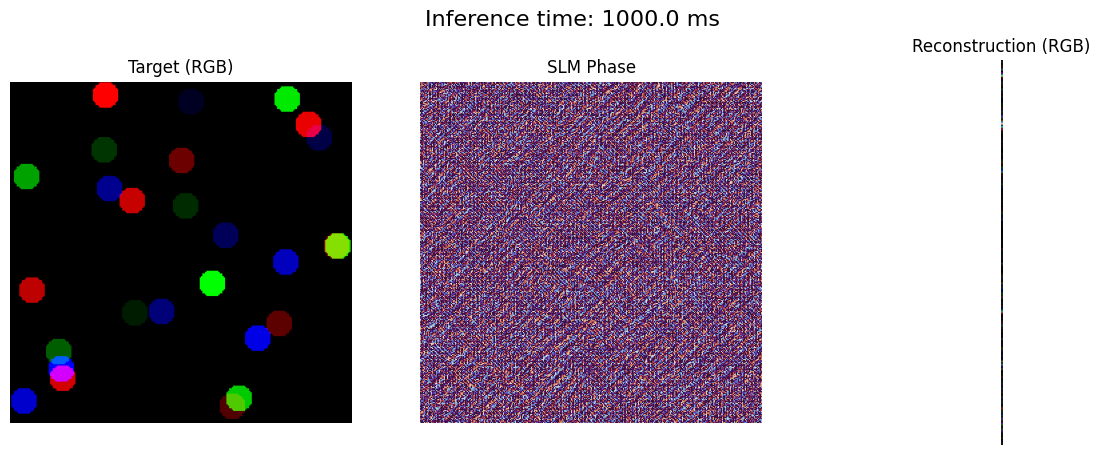 Inference time: 1000.0 ms
Target (RGB)
SLM Phase
Reconstruction (RGB)